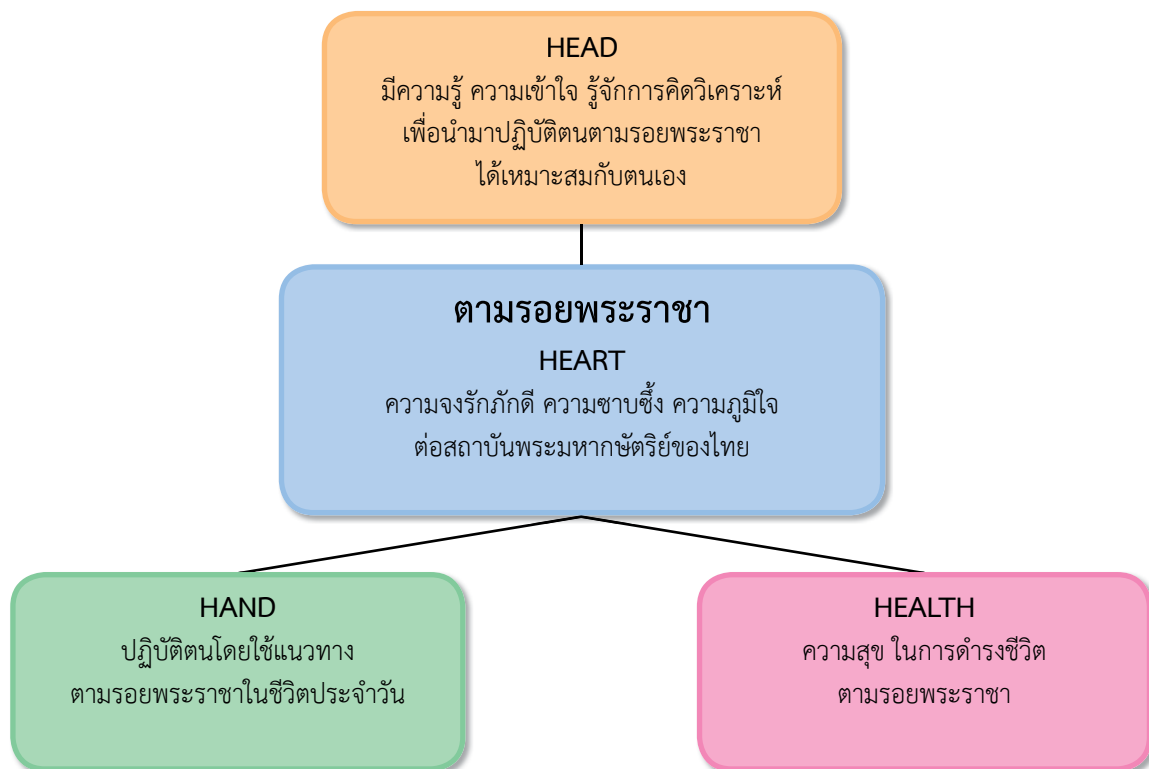 HEAD
มีความรู้ ความเข้าใจ รู้จักการคิดวิเคราะห์
เพื่อนำมาปฏิบัติตนตามรอยพระราชา
ได้เหมาะสมกับตนเอง
ตามรอยพระราชา
HEART
ความจงรักภักดี ความซาบซึ้ง ความภูมิใจ
ต่อสถาบันพระมหากษัตริย์ของไทย
HAND
ปฏิบัติตนโดยใช้แนวทาง
ตามรอยพระราชาในชีวิตประจำวัน
HEALTH
ความสุข ในการดำรงชีวิต
ตามรอยพระราชา